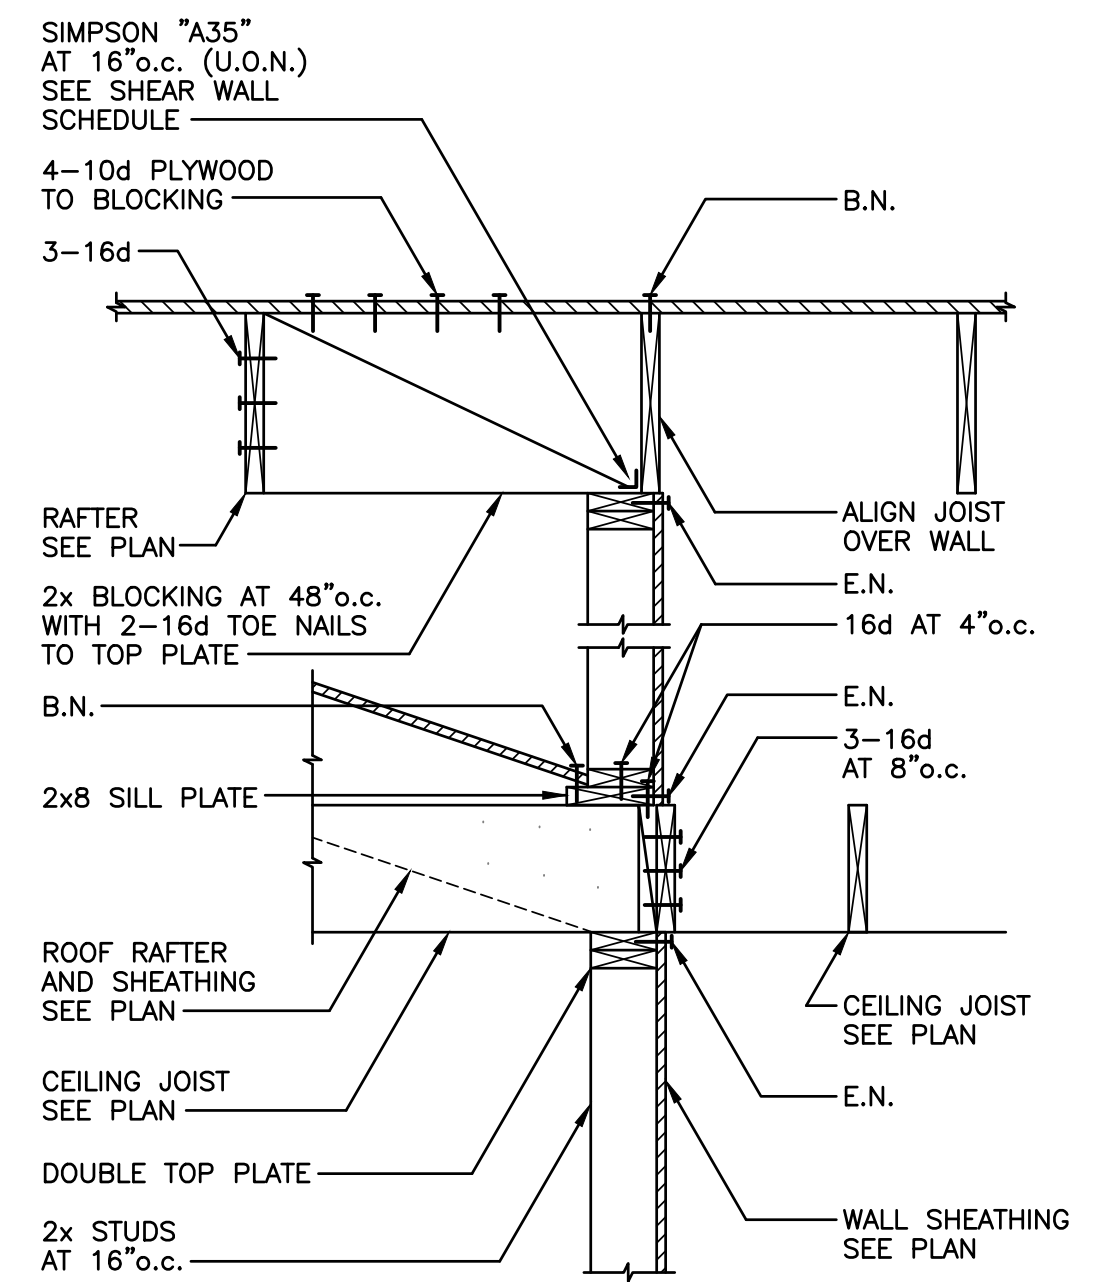 SIMPSON ”A35”
AT 16”o.c. (U.O.N.)
SEE SHEAR WALL
SCHEDULE
4-10d PLYWOOD
TO BLOCKING
3-16d
B.N.
RAFTER
SEE PLAN
ALIGN JOIST
OVER WALL
E.N.
2x BLOCKING AT 48”o.c.
WITH 2-16d TOE NAILS
TO TOP PLATE
16d AT 4”o.c.
B.N.
E.N.
3-16d
AT 8”o.c.
2x8 SILL PLATE
ROOF RAFTER
AND SHEATHING
SEE PLAN
CEILING JOIST
SEE PLAN
CEILING JOIST
SEE PLAN
E.N.
DOUBLE TOP PLATE
2x STUDS
AT 16”o.c.
WALL SHEATHING
SEE PLAN